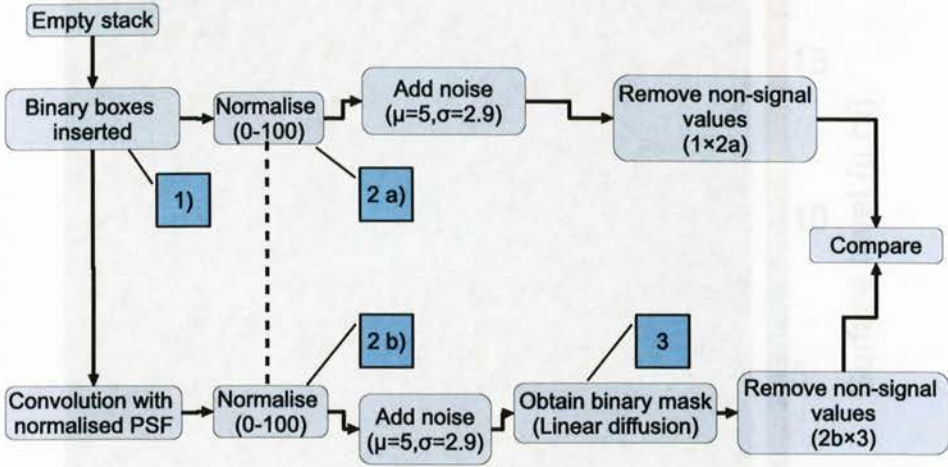 Empty stack
Binary boxes
inserted
Normalise
(0-100)
Add noise
(μ=5,σ=2.9)
Remove non-signal
values
(1×2a)
1)
2 a)
Compare
2 b)
3
Convolution with
normalised PSF
Normalise
(0-100)
Add noise
(μ=5,σ=2.9)
Obtain binary mask
(Linear diffusion)
Remove non-signal
values
(2b×3)